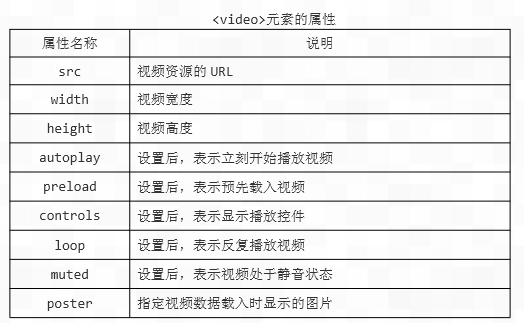 <video>元素的属性
属性名称 说明
src 视频资源的 URL
width 视频宽度
height 视频高度
autoplay 设置后，表示立刻开始播放视频
preload 设置后，表示预先载入视频
controls 设置后，表示显示播放控件
loop 设置后，表示反复播放视频
muted 设置后，表示视频处于静音状态
poster 指定视频数据载入时显示的图片